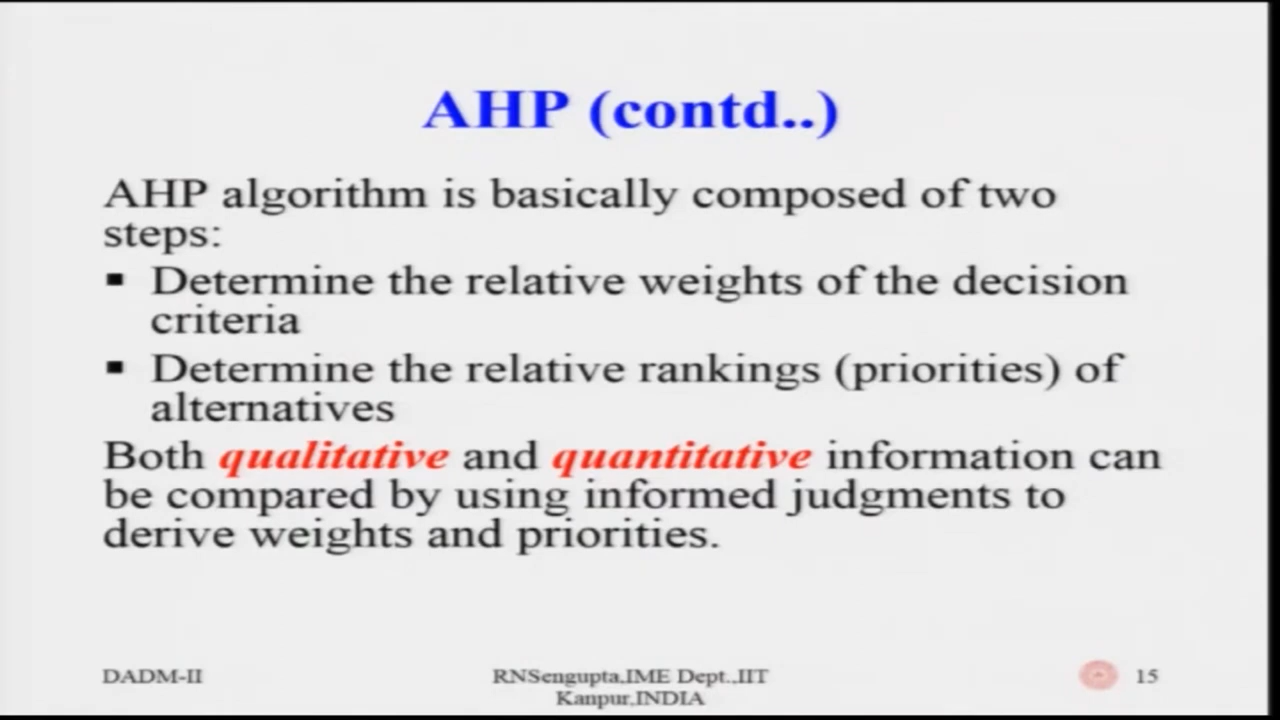 AHP (contd..)
AHP algorithm is basically composed of two
steps:
▪ Determine the relative weights of the decision
criteria
▪ Determine the relative rankings (priorities) of
alternatives
Both qualitative and quantitative information can
be compared by using informed judgments to
derive weights and priorities.
DADM-II
RNSengupta,IME Dept.,IIT
Kanpur,INDIA
15